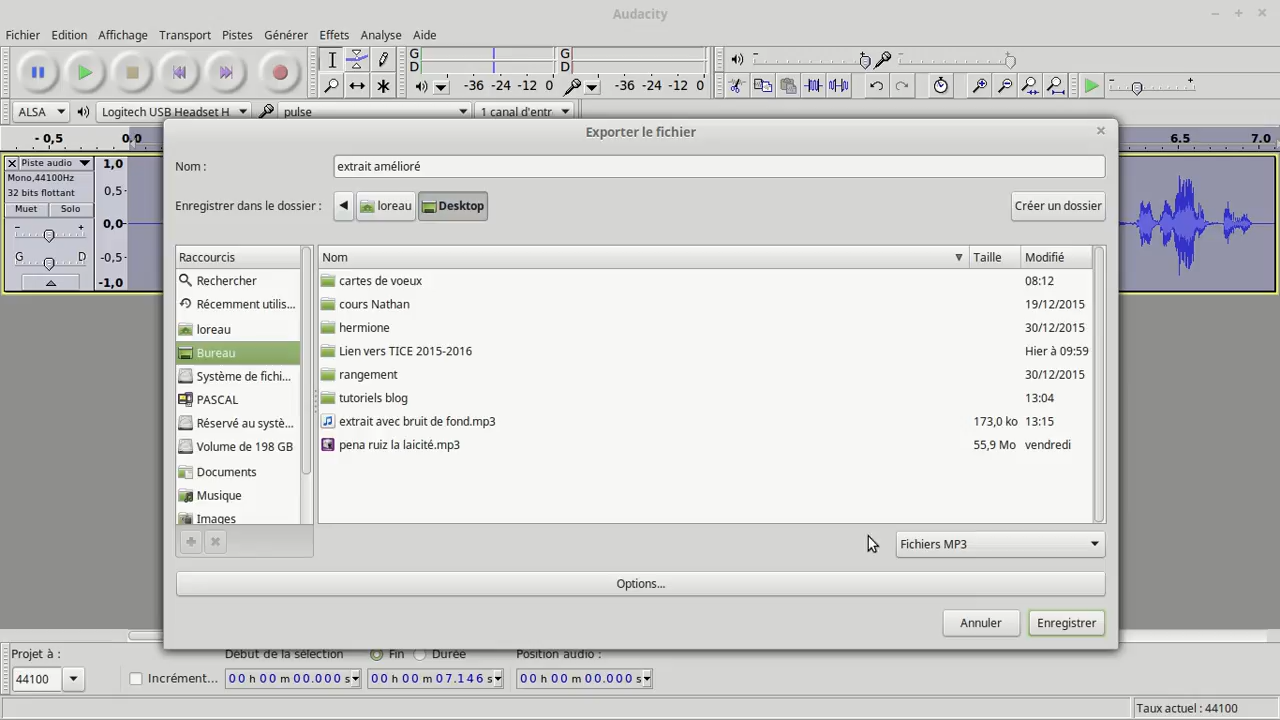 Audacity
Fichier Edition Affichage Transport Pistes Générer Effets Analyse Aide
G
D
-36 -24 -12 0
G
D
-36 -24 -12 0
ALSA Logitech USB Headset H pulse 1 canal d'entr
- 0,5 0,0 6.5 7.0
Piste audio
Mono,44100Hz
32 bits flottant
Muet Solo
- +
G D
1,0
0,5-
0,0-
-0,5-
-1,0
Exporter le fichier
Nom : extrait amélioré
Enregistrer dans le dossier : loreau Desktop Créer un dossier
Raccourcis
Rechercher
Récemment utilis...
loreau
Bureau
Système de fichi...
PASCAL
Réservé au systè...
Volume de 198 GB
Documents
Musique
Images
Nom Taille Modifié
cartes de voeux 08:12
cours Nathan 19/12/2015
hermione 30/12/2015
Lien vers TICE 2015-2016 Hier à 09:59
rangement 30/12/2015
tutoriels blog 13:04
extrait avec bruit de fond.mp3 173,0 ko 13:15
pena ruiz la laicité.mp3 55,9 Mo vendredi
Fichiers MP3
Options...
Annuler Enregistrer
Projet à : Début de la sélection Fin Durée Position audio :
44100 Incrément... 00 h 00 m 00.000 s 00 h 00 m 07.146 s 00 h 00 m 00.000 s
Taux actuel : 44100